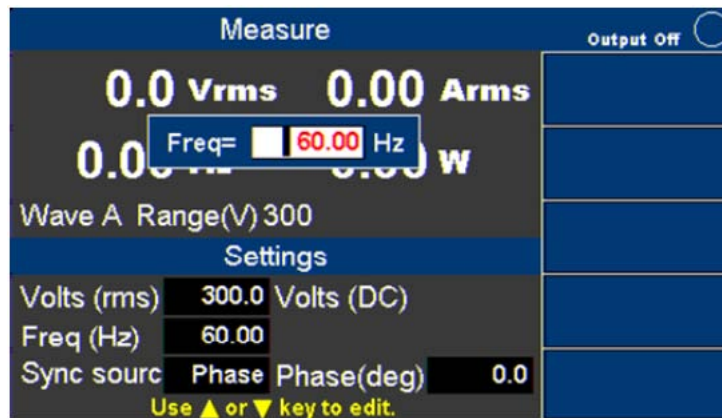 Measure
Output Off
0.0 Vrms 0.00 Arms
Freq= 60.00 Hz
W
Wave A Range(V) 300
Settings
Volts (rms) 300.0 Volts (DC)
Freq (Hz) 60.00
Sync sourc Phase Phase(deg) 0.0
Use ▲ or ▼ key to edit.